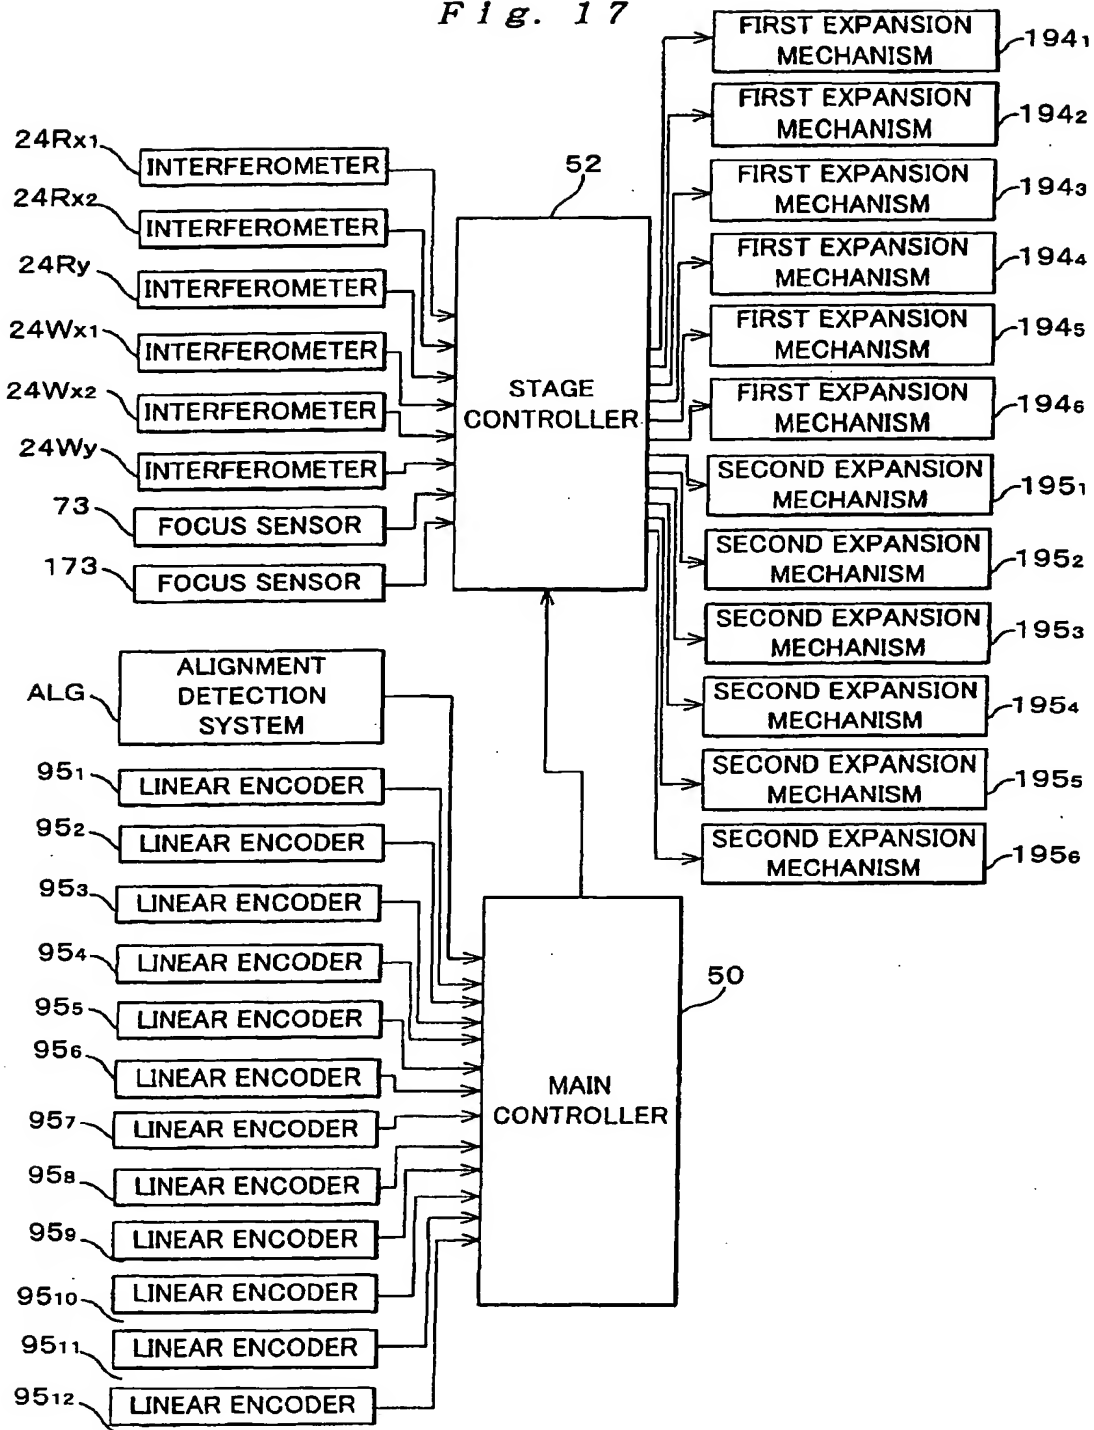 Fig. 17
24Rx1
INTERFEROMETER
24Rx2
INTERFEROMETER
24Ry
INTERFEROMETER
24Wx1
INTERFEROMETER
24Wx2
INTERFEROMETER
24Wy
INTERFEROMETER
73
FOCUS SENSOR
173
FOCUS SENSOR
52
STAGE
CONTROLLER
FIRST EXPANSION
MECHANISM
194₁
FIRST EXPANSION
MECHANISM
194₂
FIRST EXPANSION
MECHANISM
194₃
FIRST EXPANSION
MECHANISM
194₄
FIRST EXPANSION
MECHANISM
194₅
FIRST EXPANSION
MECHANISM
194₆
SECOND EXPANSION
MECHANISM
195₁
SECOND EXPANSION
MECHANISM
195₂
SECOND EXPANSION
MECHANISM
195₃
SECOND EXPANSION
MECHANISM
195₄
SECOND EXPANSION
MECHANISM
195₅
SECOND EXPANSION
MECHANISM
195₆
ALG
ALIGNMENT
DETECTION
SYSTEM
95₁
LINEAR ENCODER
95₂
LINEAR ENCODER
95₃
LINEAR ENCODER
95₄
LINEAR ENCODER
95₅
LINEAR ENCODER
95₆
LINEAR ENCODER
95₇
LINEAR ENCODER
95₈
LINEAR ENCODER
95₉
LINEAR ENCODER
95₁₀
LINEAR ENCODER
95₁₁
LINEAR ENCODER
95₁₂
LINEAR ENCODER
50
MAIN
CONTROLLER